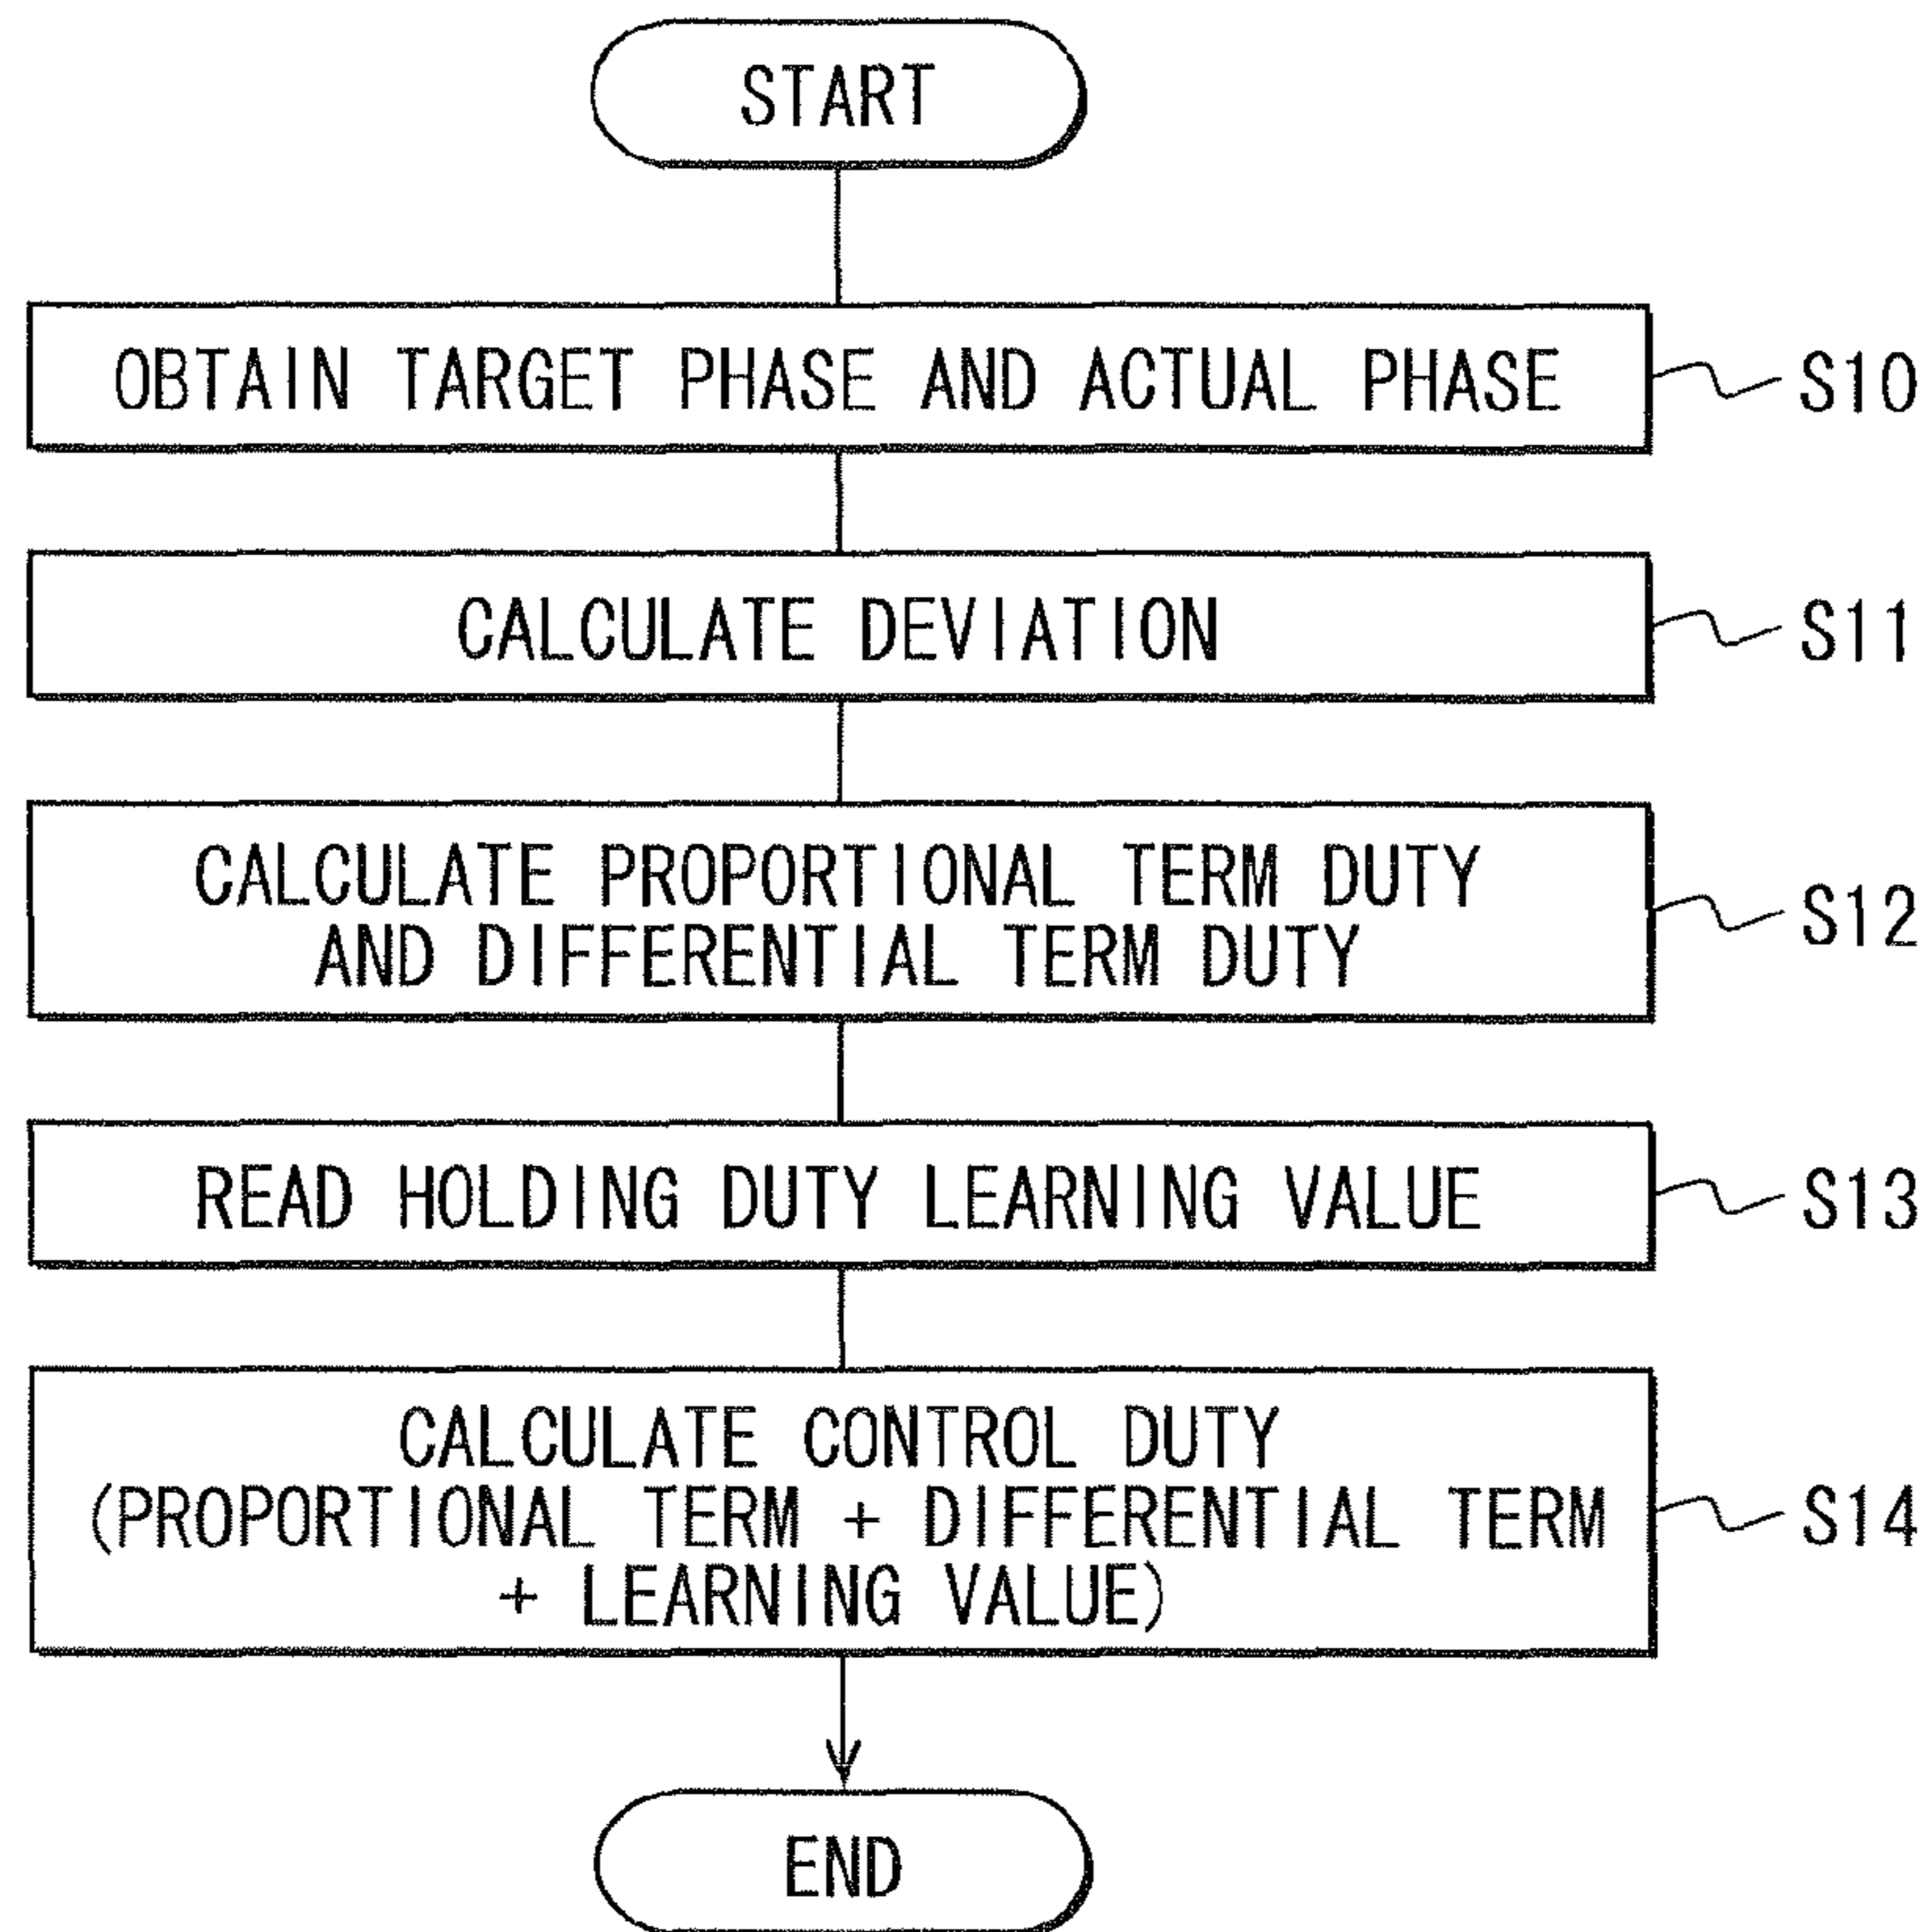 START
OBTAIN TARGET PHASE AND ACTUAL PHASE
S10
CALCULATE DEVIATION
S11
CALCULATE PROPORTIONAL TERM DUTY
AND DIFFERENTIAL TERM DUTY
S12
READ HOLDING DUTY LEARNING VALUE
S13
CALCULATE CONTROL DUTY
(PROPORTIONAL TERM + DIFFERENTIAL TERM
+ LEARNING VALUE)
S14
END